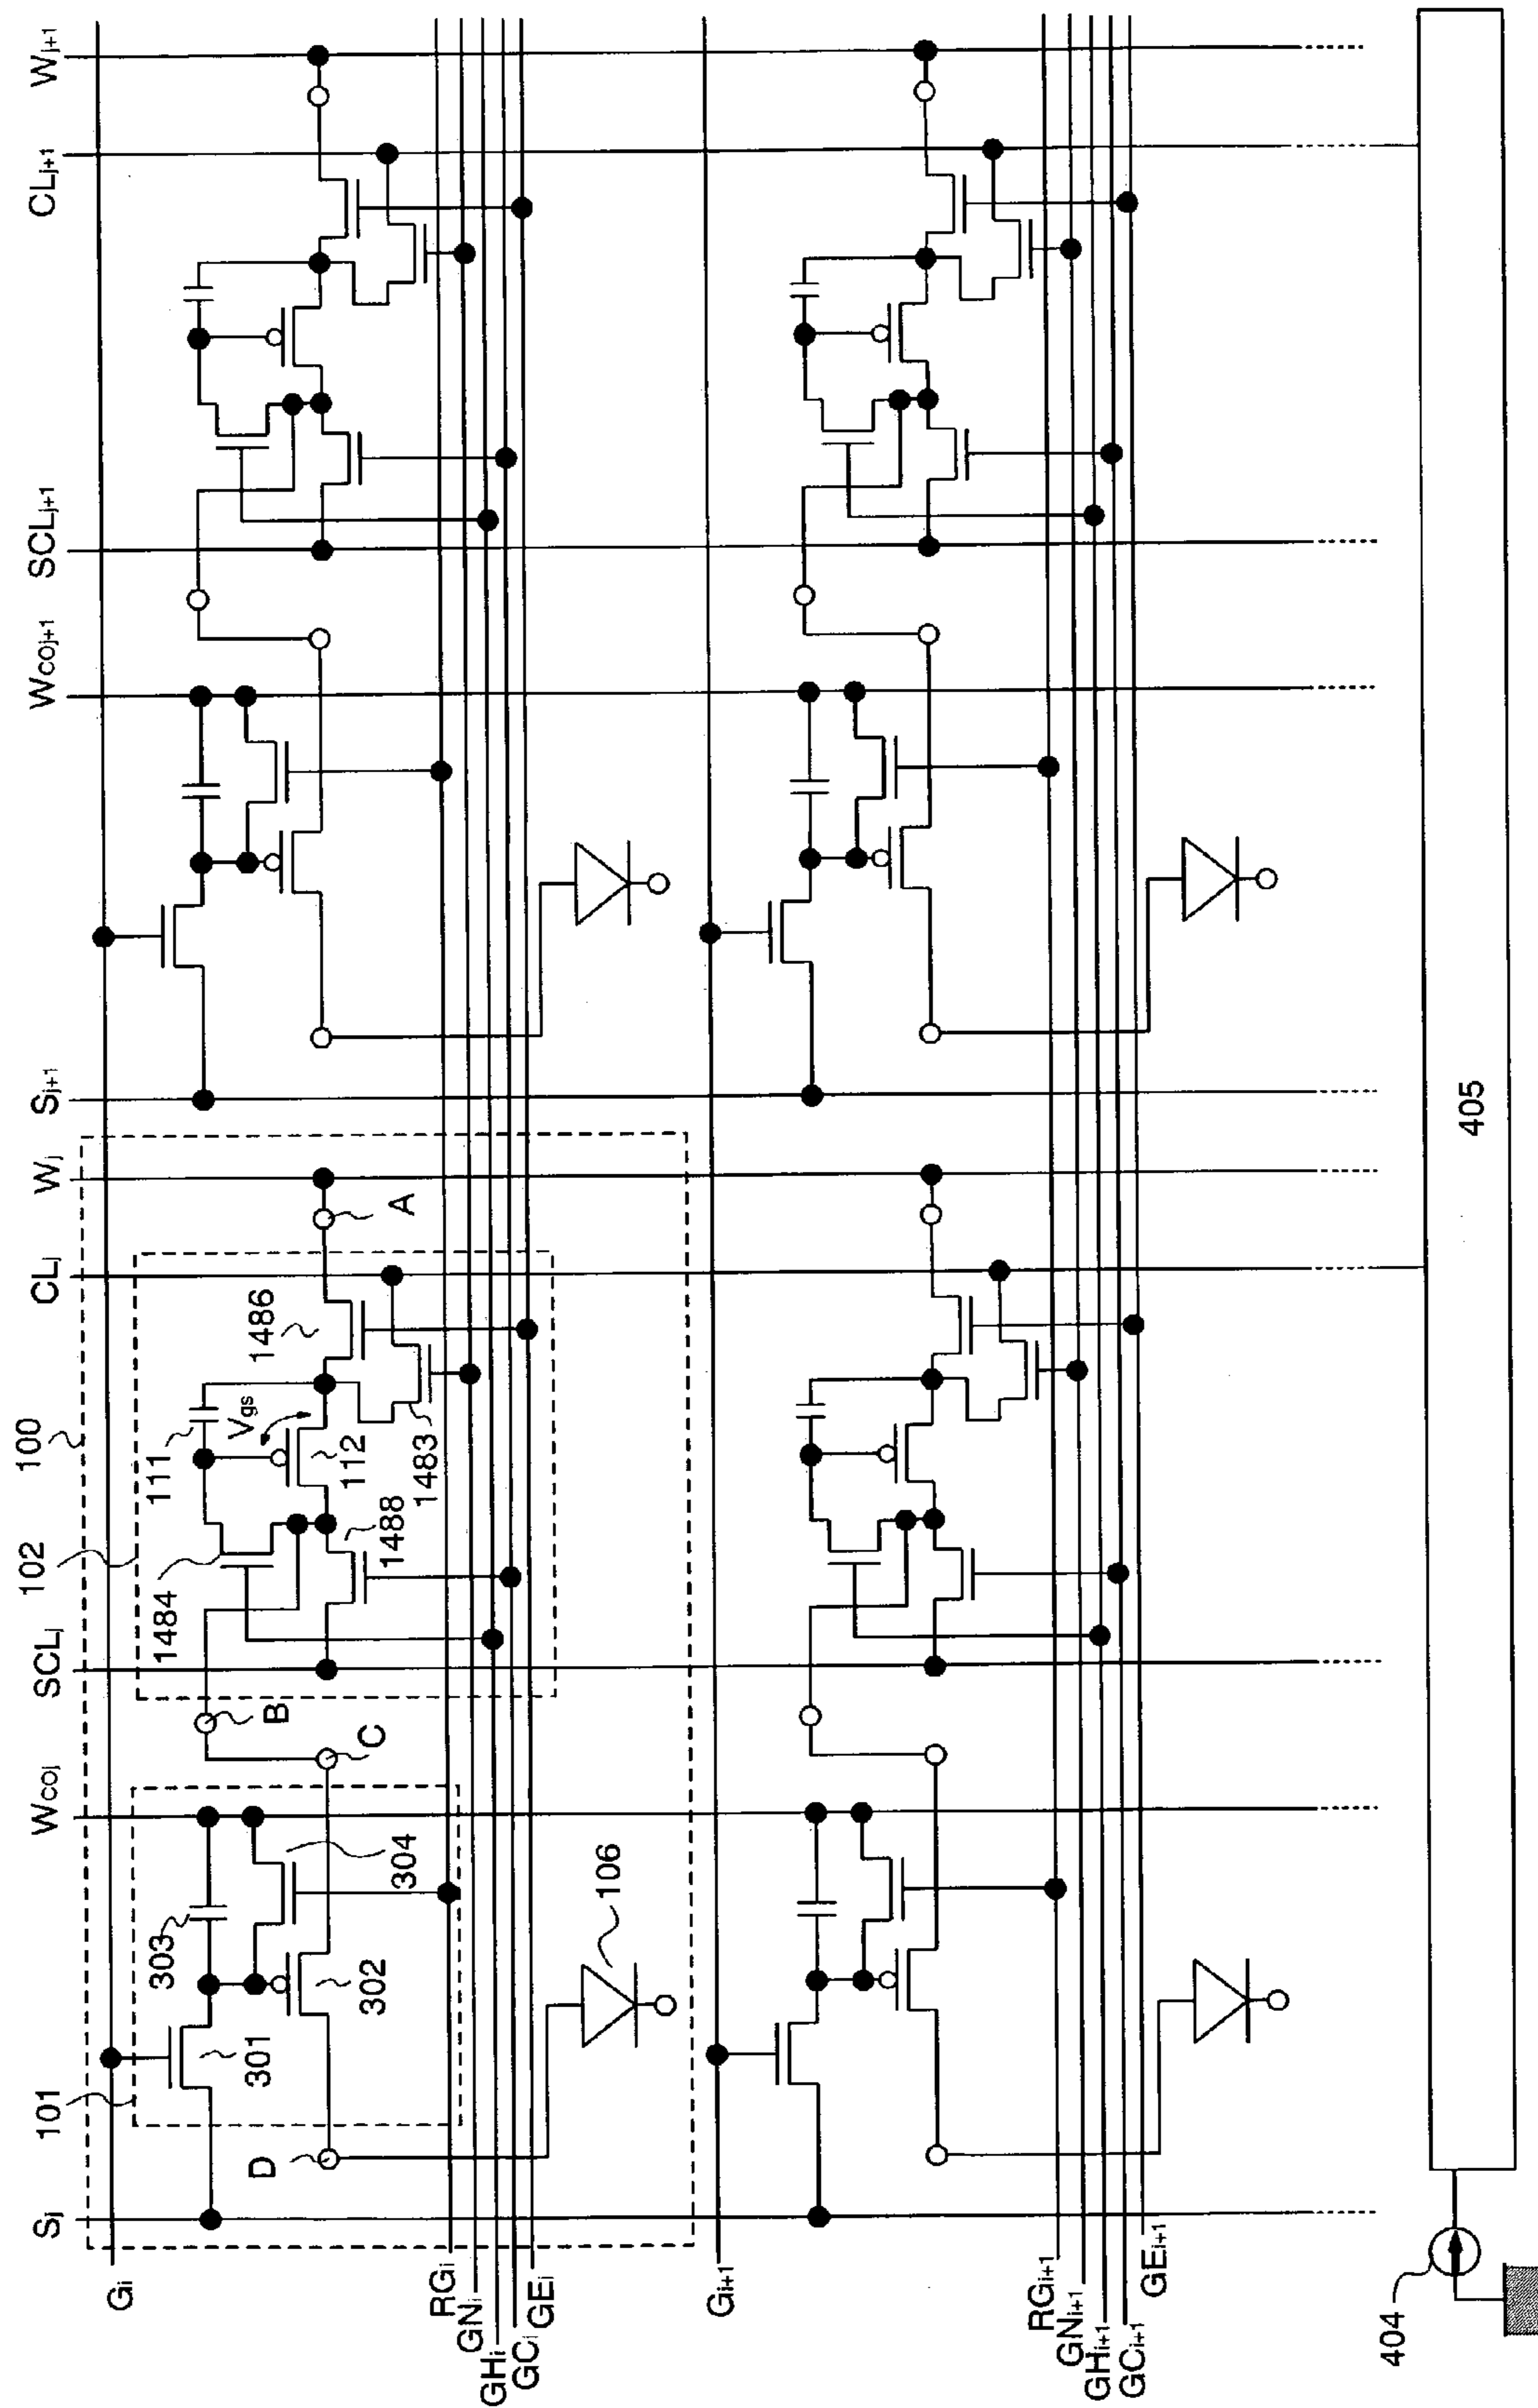 Sj
Wcoj
SCLj
CLj
Wj
Sj+1
Wcoj+1
SCLj+1
CLj+1
Wj+1
101
102
100
Gi
301
303
302
304
D
C
B
1484
111
Vgs
112
1488
1486
1483
A
106
RGi
GNi
GHi
GCi
GEi
Gi+1
RGi+1
GNi+1
GHi+1
GCi+1
GEi+1
404
405